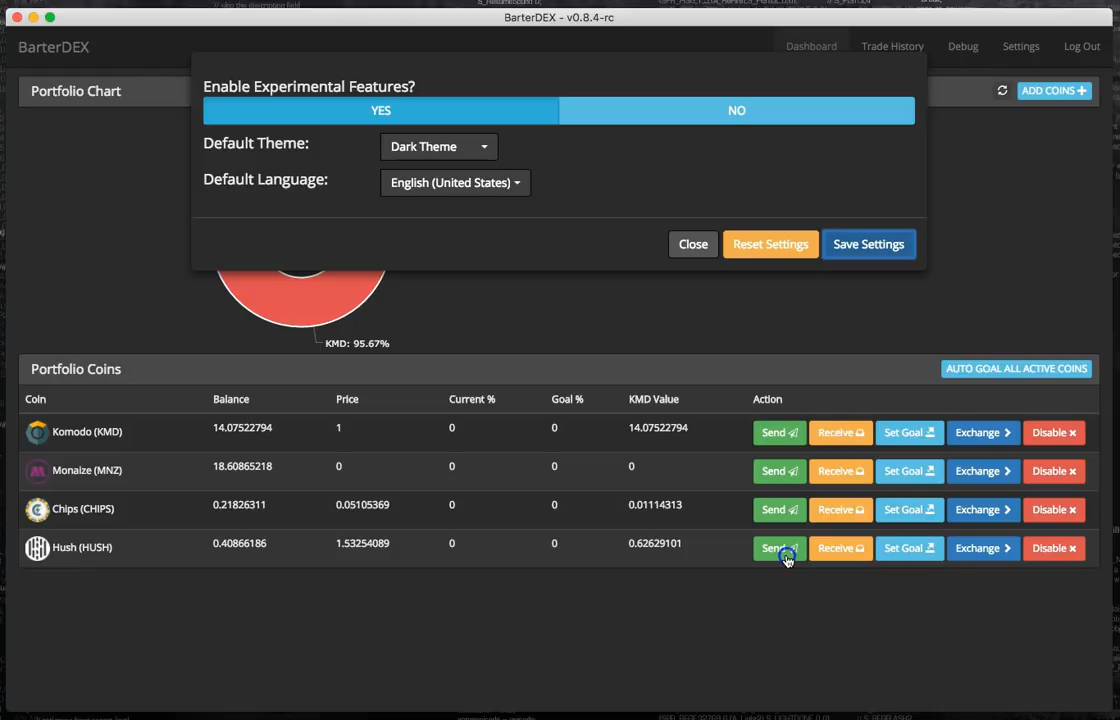 BarterDEX - v0.8.4-rc
BarterDEX
Dashboard Trade History Debug Settings Log Out
Portfolio Chart
ADD COINS
Enable Experimental Features?
YES NO
Default Theme: Dark Theme
Default Language: English (United States)
Close Reset Settings Save Settings
KMD: 95.67%
Portfolio Coins AUTO GOAL ALL ACTIVE COINS
Coin Balance Price Current % Goal % KMD Value Action
Komodo (KMD) 14.07522794 1 0 0 14.07522794 Send Receive Set Goal Exchange Disable
Monaize (MNZ) 18.60865218 0 0 0 0 Send Receive Set Goal Exchange Disable
Chips (CHIPS) 0.21826311 0.05105369 0 0 0.01114313 Send Receive Set Goal Exchange Disable
Hush (HUSH) 0.40866186 1.53254089 0 0 0.62629101 Send Receive Set Goal Exchange Disable